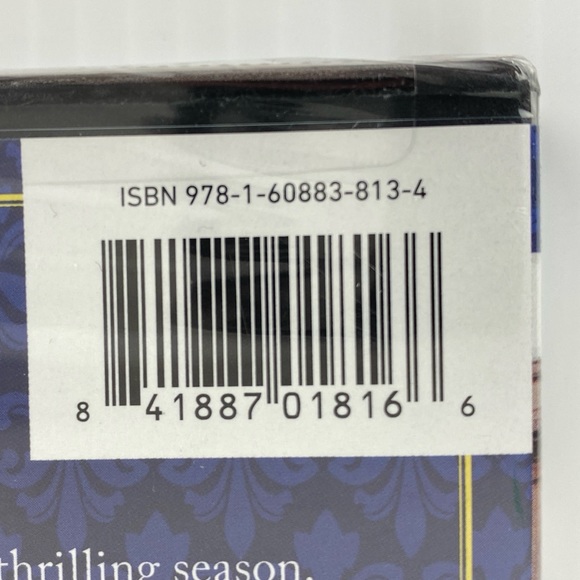 ISBN 978-1-60883-813-4
8 41887 01816 6
thrilling season.